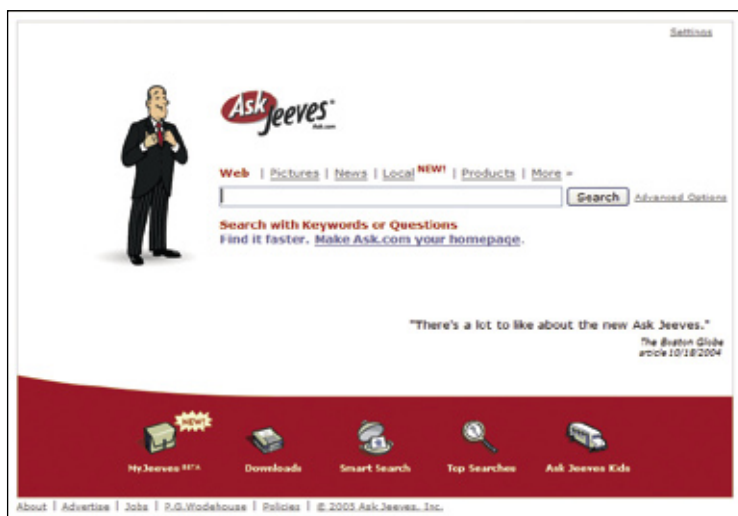 Settings
Ask Jeeves®
Ask.com
Web | Pictures | News | Local NEW! | Products | More »
Search Advanced Options
Search with Keywords or Questions
Find it faster. Make Ask.com your homepage.
"There's a lot to like about the new Ask Jeeves."
The Boston Globe
article 10/18/2004
NEW!
MyJeeves BETA Downloads Smart Search Top Searches Ask Jeeves Kids
About | Advertise | Jobs | P.G.Wodehouse | Policies | © 2005 Ask Jeeves, Inc.